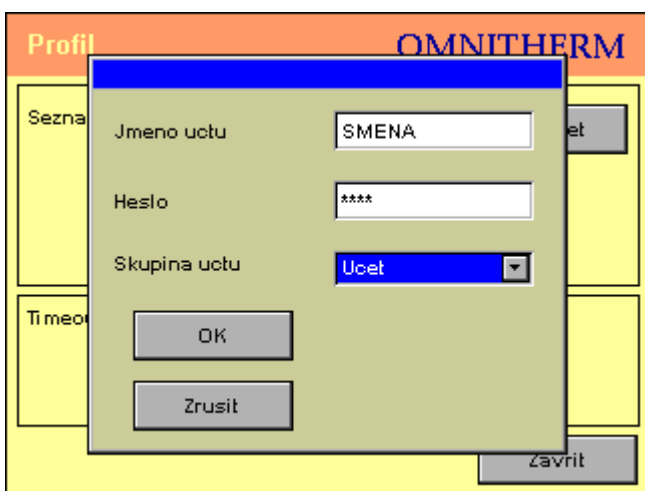 Profil
OMNITHERM
Jmeno uctu
SMENA
Heslo
****
Skupina uctu
Ucet
OK
Zrusit
Zavrit